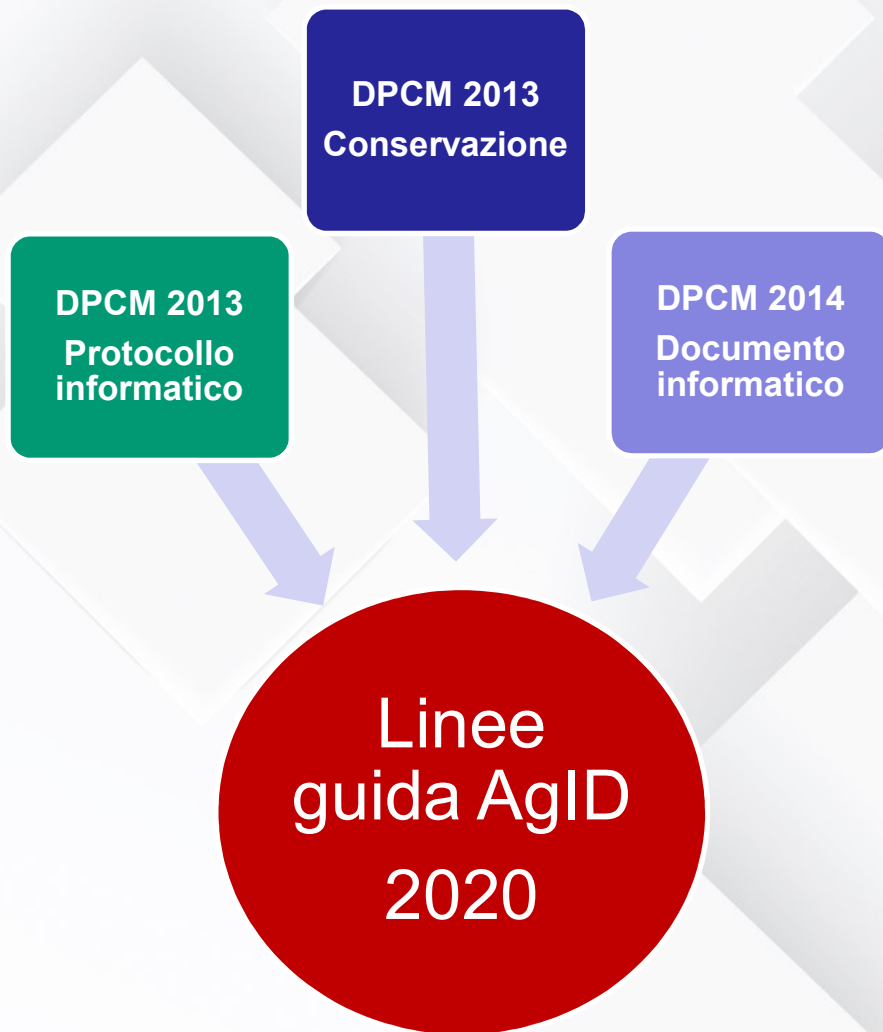 DPCM 2013
Conservazione
DPCM 2013
Protocollo
informatico
DPCM 2014
Documento
informatico
Linee
guida AgID
2020